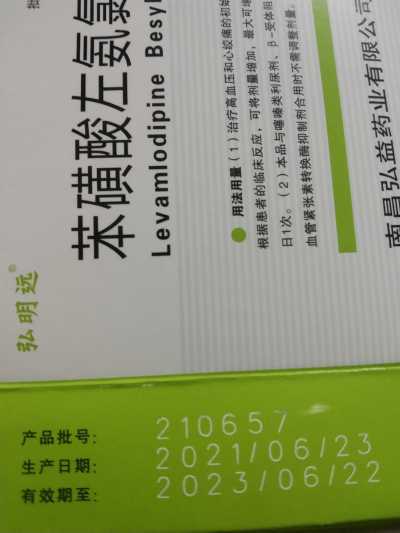 弘明远®
苯磺酸左氨氯
Levamlodipine Besyl
用法用量（1）治疗高血压和心绞痛的初始
根据患者的临床反应，可将剂量增加，最大可增
日1次。（2）本品与噻嗪类利尿剂、β-受体阻
血管紧张素转换酶抑制剂合用时不需调整剂量。
南昌弘益药业有限公司
产品批号： 210657
生产日期： 2021/06/23
有效期至： 2023/06/22